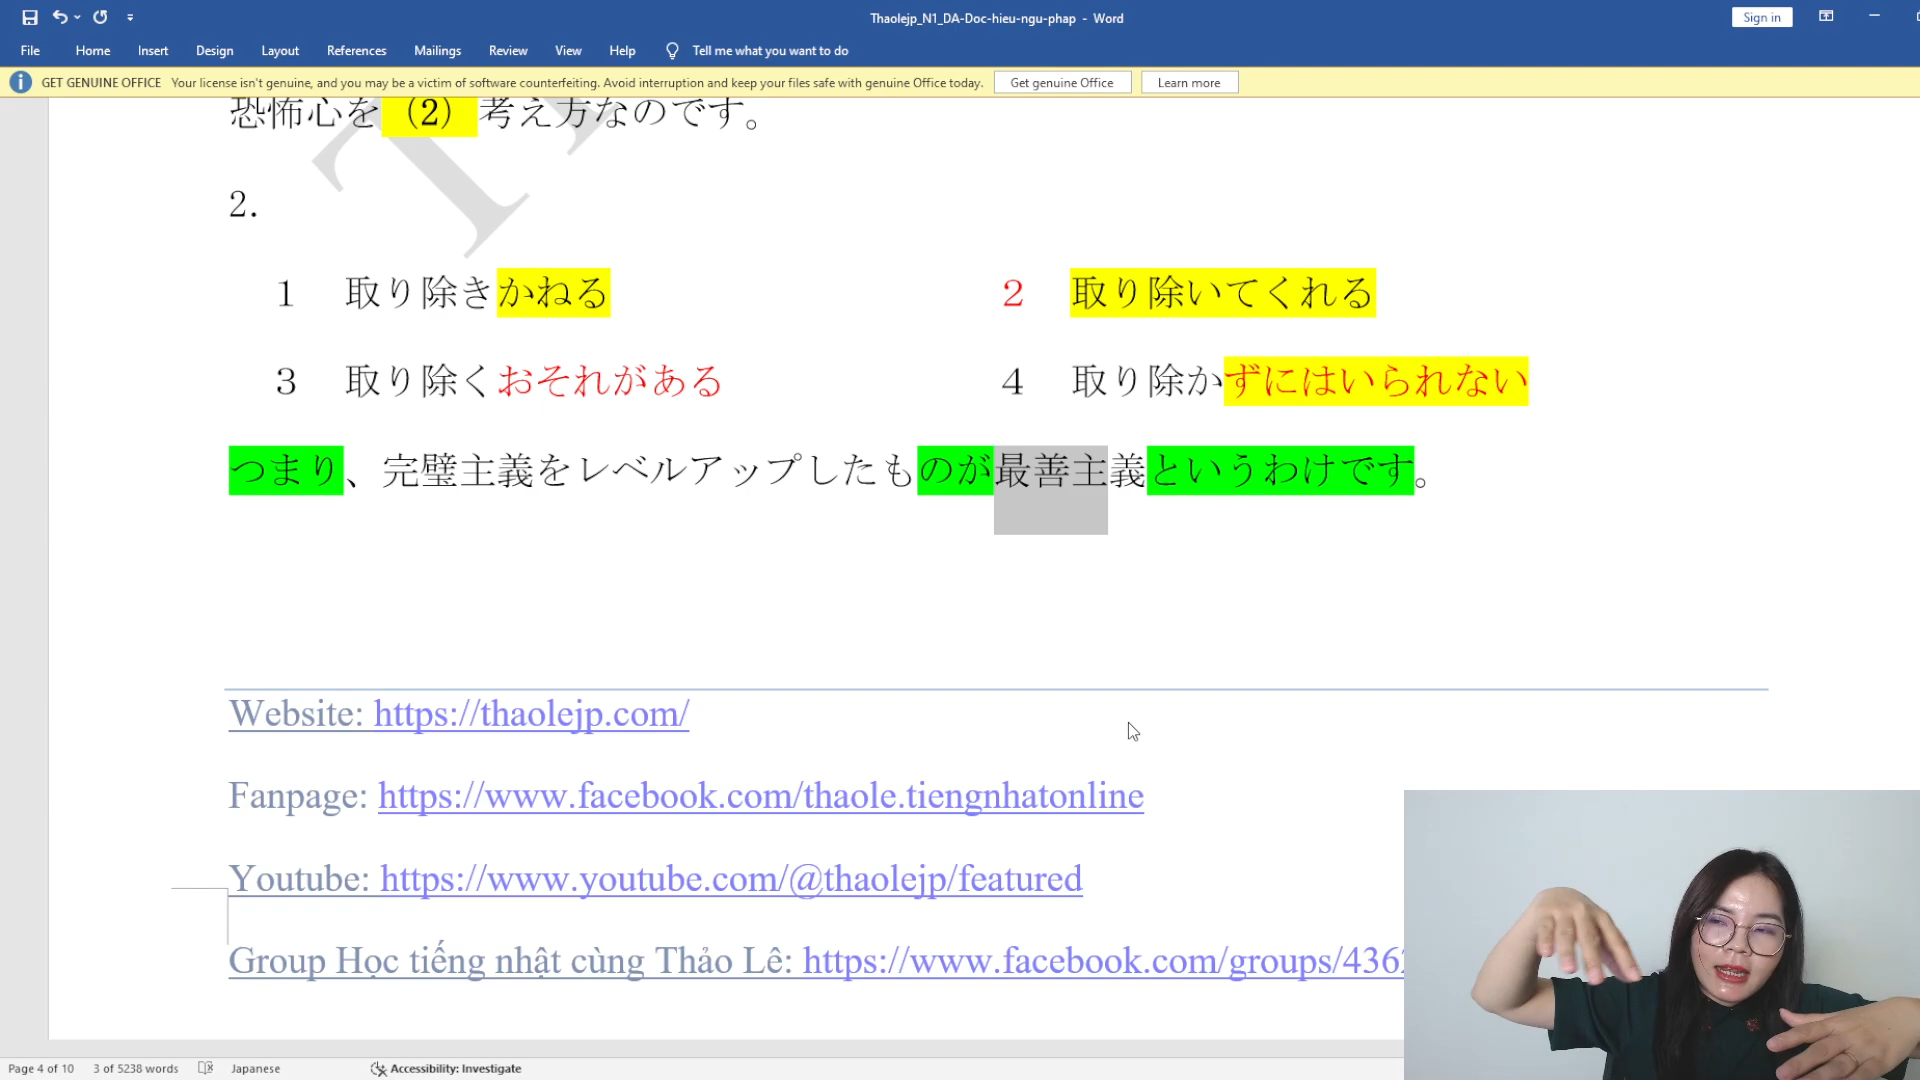 Thaolejp_N1_DA-Doc-hieu-ngu-phap - Word
Sign in
File Home Insert Design Layout References Mailings Review View Help Tell me what you want to do
GET GENUINE OFFICE Your license isn't genuine, and you may be a victim of software counterfeiting. Avoid interruption and keep your files safe with genuine Office today. Get genuine Office Learn more
恐怖心を（2）考え方なのです。
2.
1 取り除きかねる 2 取り除いてくれる
3 取り除くおそれがある 4 取り除かずにはいられない
つまり、完璧主義をレベルアップしたものが最善主義というわけです。
Website: https://thaolejp.com/
Fanpage: https://www.facebook.com/thaole.tiengnhatonline
Youtube: https://www.youtube.com/@thaolejp/featured
Group Học tiếng nhật cùng Thảo Lê: https://www.facebook.com/groups/436
Page 4 of 10 3 of 5238 words Japanese Accessibility: Investigate